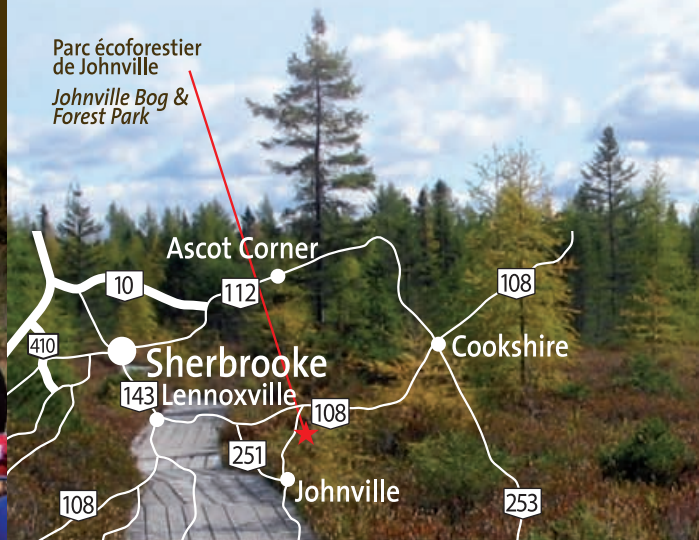 Parc écoforestier
de Johnville
Johnville Bog &
Forest Park
Ascot Corner
10
112
108
410
Sherbrooke
Cookshire
143
Lennoxville
108
251
Johnville
108
253